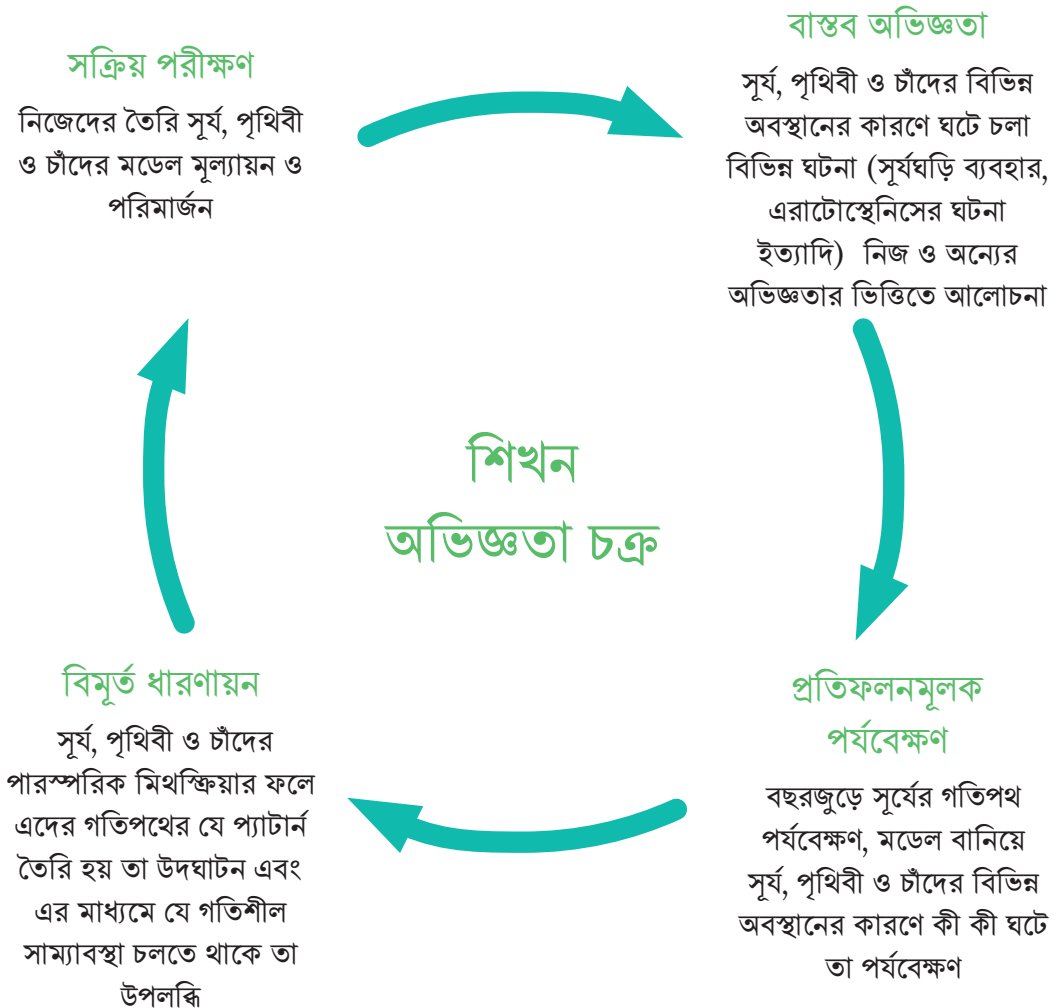 সক্রিয় পরীক্ষণ
নিজেদের তৈরি সূর্য, পৃথিবী
ও চাঁদের মডেল মূল্যায়ন ও
পরিমার্জন
বাস্তব অভিজ্ঞতা
সূর্য, পৃথিবী ও চাঁদের বিভিন্ন
অবস্থানের কারণে ঘটে চলা
বিভিন্ন ঘটনা (সূর্যঘড়ি ব্যবহার,
এরাটোস্থেনিসের ঘটনা
ইত্যাদি) নিজ ও অন্যের
অভিজ্ঞতার ভিত্তিতে আলোচনা
শিখন
অভিজ্ঞতা চক্র
বিমূর্ত ধারণায়ন
সূর্য, পৃথিবী ও চাঁদের
পারস্পরিক মিথস্ক্রিয়ার ফলে
এদের গতিপথের যে প্যাটার্ন
তৈরি হয় তা উদঘাটন এবং
এর মাধ্যমে যে গতিশীল
সাম্যাবস্থা চলতে থাকে তা
উপলব্ধি
প্রতিফলনমূলক
পর্যবেক্ষণ
বছরজুড়ে সূর্যের গতিপথ
পর্যবেক্ষণ, মডেল বানিয়ে
সূর্য, পৃথিবী ও চাঁদের বিভিন্ন
অবস্থানের কারণে কী কী ঘটে
তা পর্যবেক্ষণ